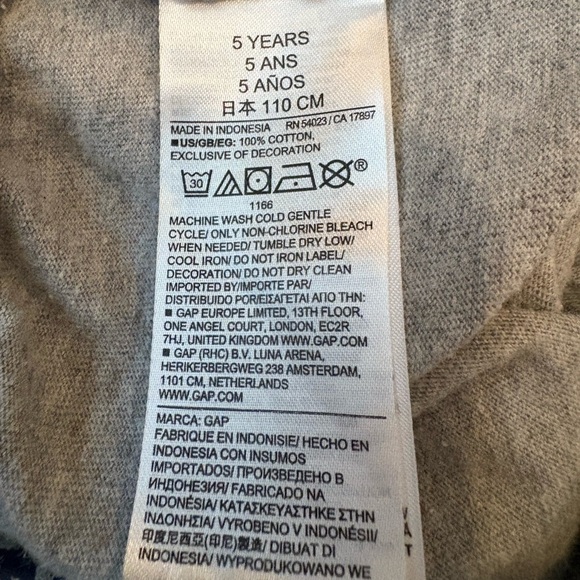 5 YEARS
5 ANS
5 AÑOS
日本 110 CM
MADE IN INDONESIA RN 54023 / CA 17897
■US/GB/EG: 100% COTTON,
EXCLUSIVE OF DECORATION
30 ®
1166
MACHINE WASH COLD GENTLE
CYCLE/ ONLY NON-CHLORINE BLEACH
WHEN NEEDED/ TUMBLE DRY LOW/
COOL IRON/ DO NOT IRON LABEL/
DECORATION/ DO NOT DRY CLEAN
IMPORTED BY/IMPORTE PAR/
DISTRIBUIDO POR/ΕΙΣΑΓΕΤΑΙ ΑΠΟ ΤΗΝ:
■ GAP EUROPE LIMITED, 13TH FLOOR,
ONE ANGEL COURT, LONDON, EC2R
7HJ, UNITED KINGDOM WWW.GAP.COM
■ GAP (RHC) B.V. LUNA ARENA,
HERIKERBERGWEG 238 AMSTERDAM,
1101 CM, NETHERLANDS
WWW.GAP.COM
MARCA: GAP
FABRIQUE EN INDONISIE/ HECHO EN
INDONESIA CON INSUMOS
IMPORTADOS/ ПРОИЗВЕДЕНО В
ИНДОНЕЗИЯ/ FABRICADO NA
INDONÉSIA/ ΚΑΤΑΣΚΕΥΑΣΤΗΚΕ ΣΤΗΝ
ΙΝΔΟΝΗΣΙΑ/ VYROBENO V INDONÉSII/
印度尼西亚(印尼)製/ DIBUAT DI
INDONESIA/ WYPRODUKOWANO WE